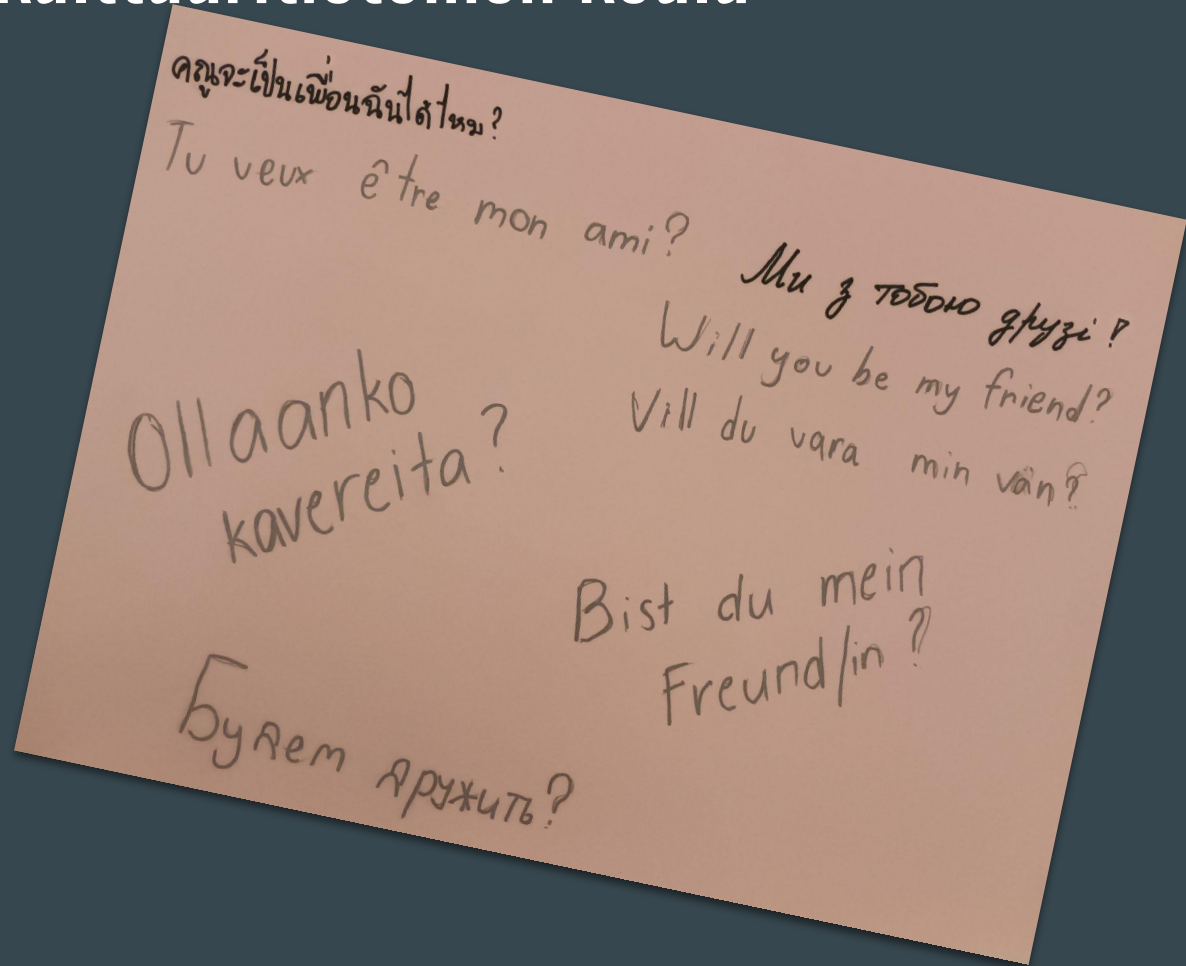 คุณจะเป็นเพื่อนฉันได้ไหม?
Tu veux être mon ami?
Ми з тобою друзі?
Will you be my friend?
Vill du vara min vän?
Ollaanko
kavereita?
Bist du mein
Freund/in?
Будем дружить?